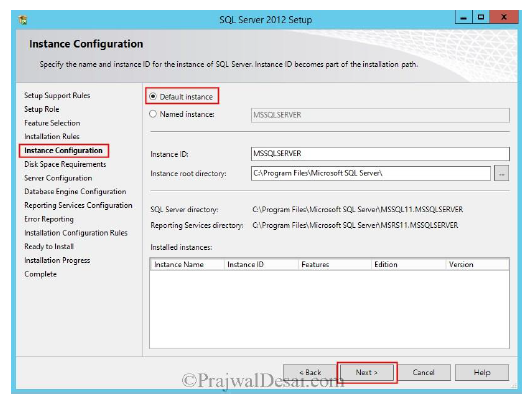 SQL Server 2012 Setup
Instance Configuration
Specify the name and instance ID for the instance of SQL Server. Instance ID becomes part of the installation path.
Setup Support Rules
Setup Role
Feature Selection
Installation Rules
Instance Configuration
Disk Space Requirements
Server Configuration
Database Engine Configuration
Reporting Services Configuration
Error Reporting
Installation Configuration Rules
Ready to Install
Installation Progress
Complete
Default instance
Named instance: MSSQLSERVER
Instance ID: MSSQLSERVER
Instance root directory: C:\Program Files\Microsoft SQL Server\ ...
SQL Server directory: C:\Program Files\Microsoft SQL Server\MSSQL11.MSSQLSERVER
Reporting Services directory: C:\Program Files\Microsoft SQL Server\MSRS11.MSSQLSERVER
Installed instances:
Instance Name Instance ID Features Edition Version
< Back Next > Cancel Help
©PrajwalDesai.com